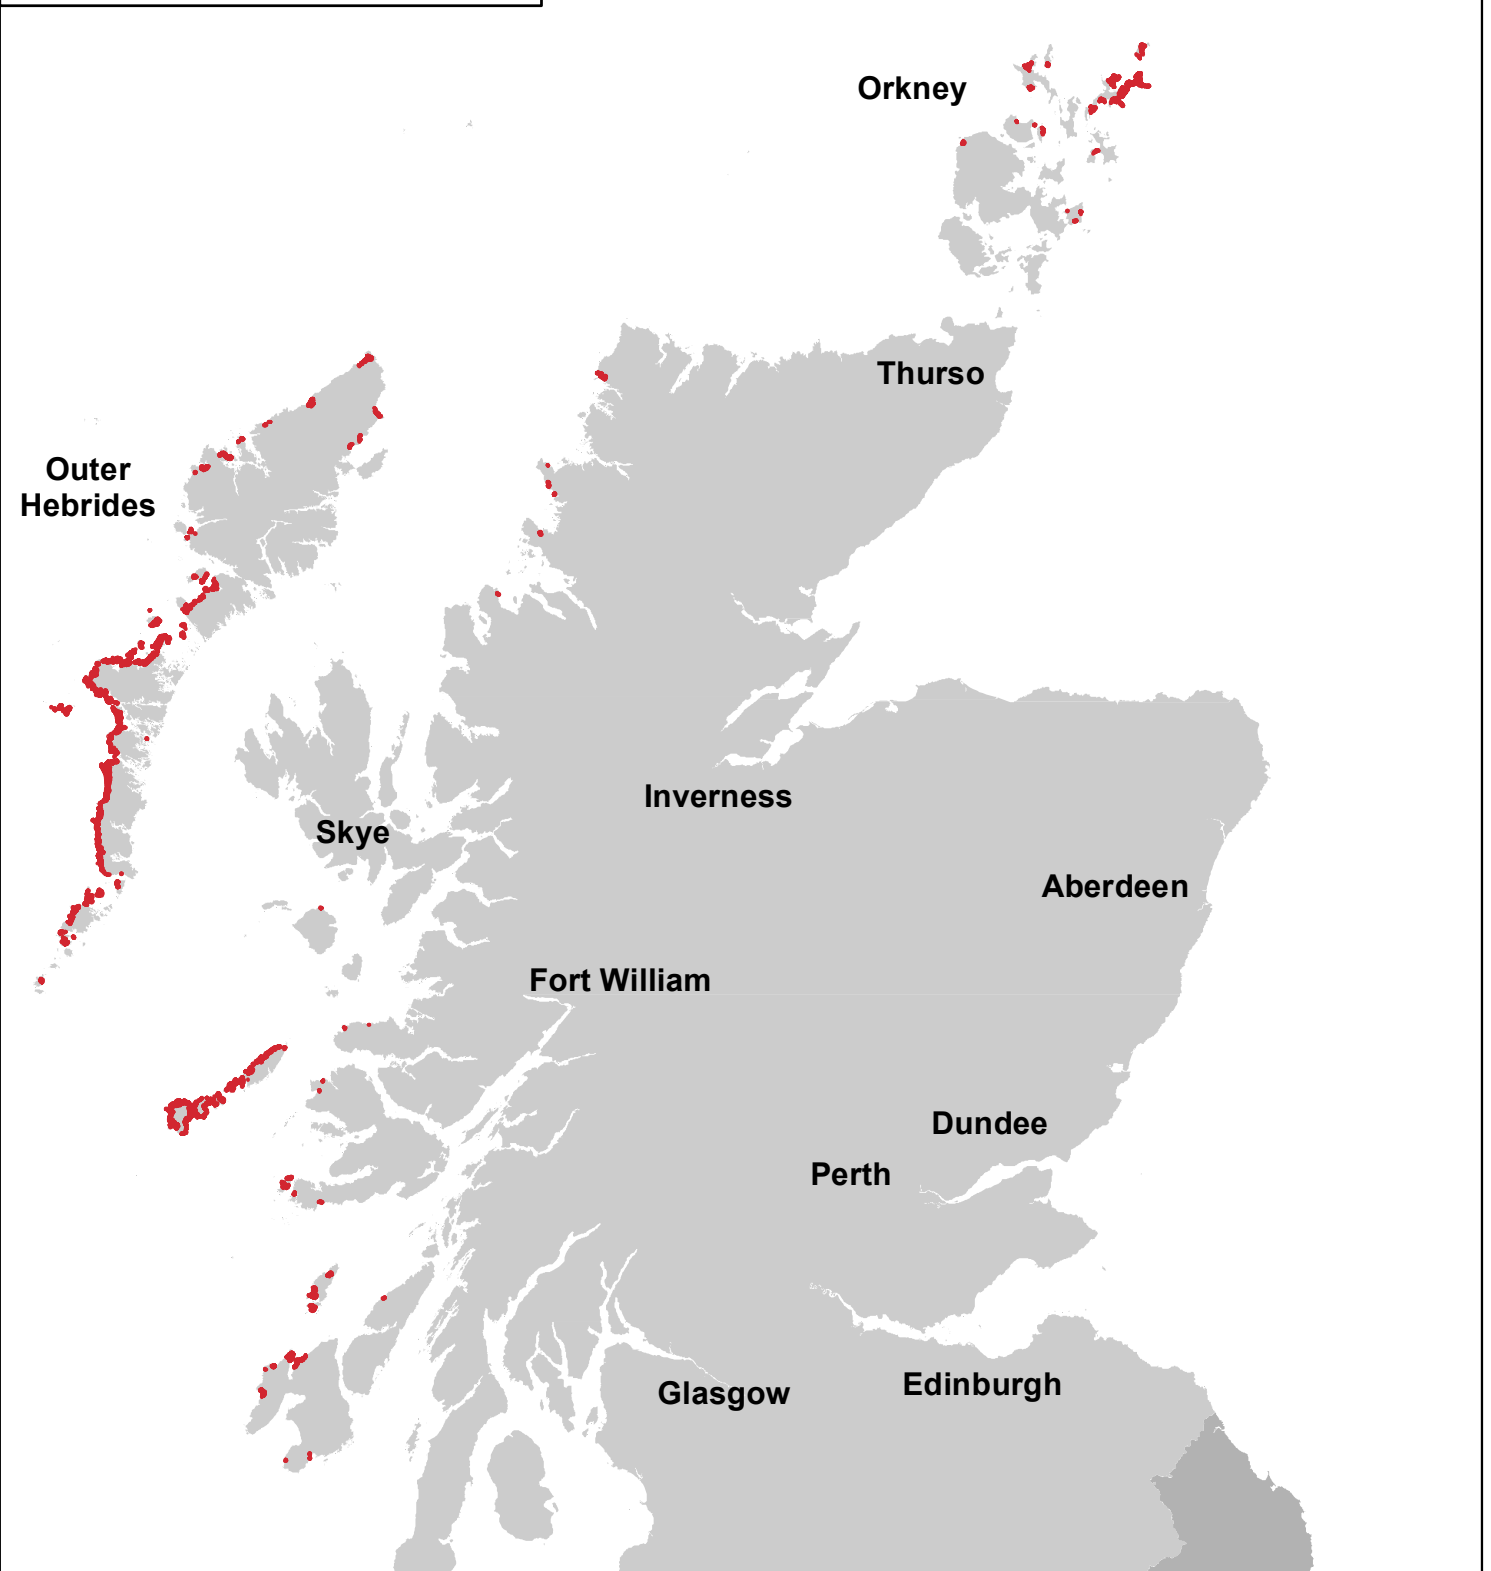 Orkney
Thurso
Outer
Hebrides
Inverness
Skye
Aberdeen
Fort William
Dundee
Perth
Glasgow
Edinburgh